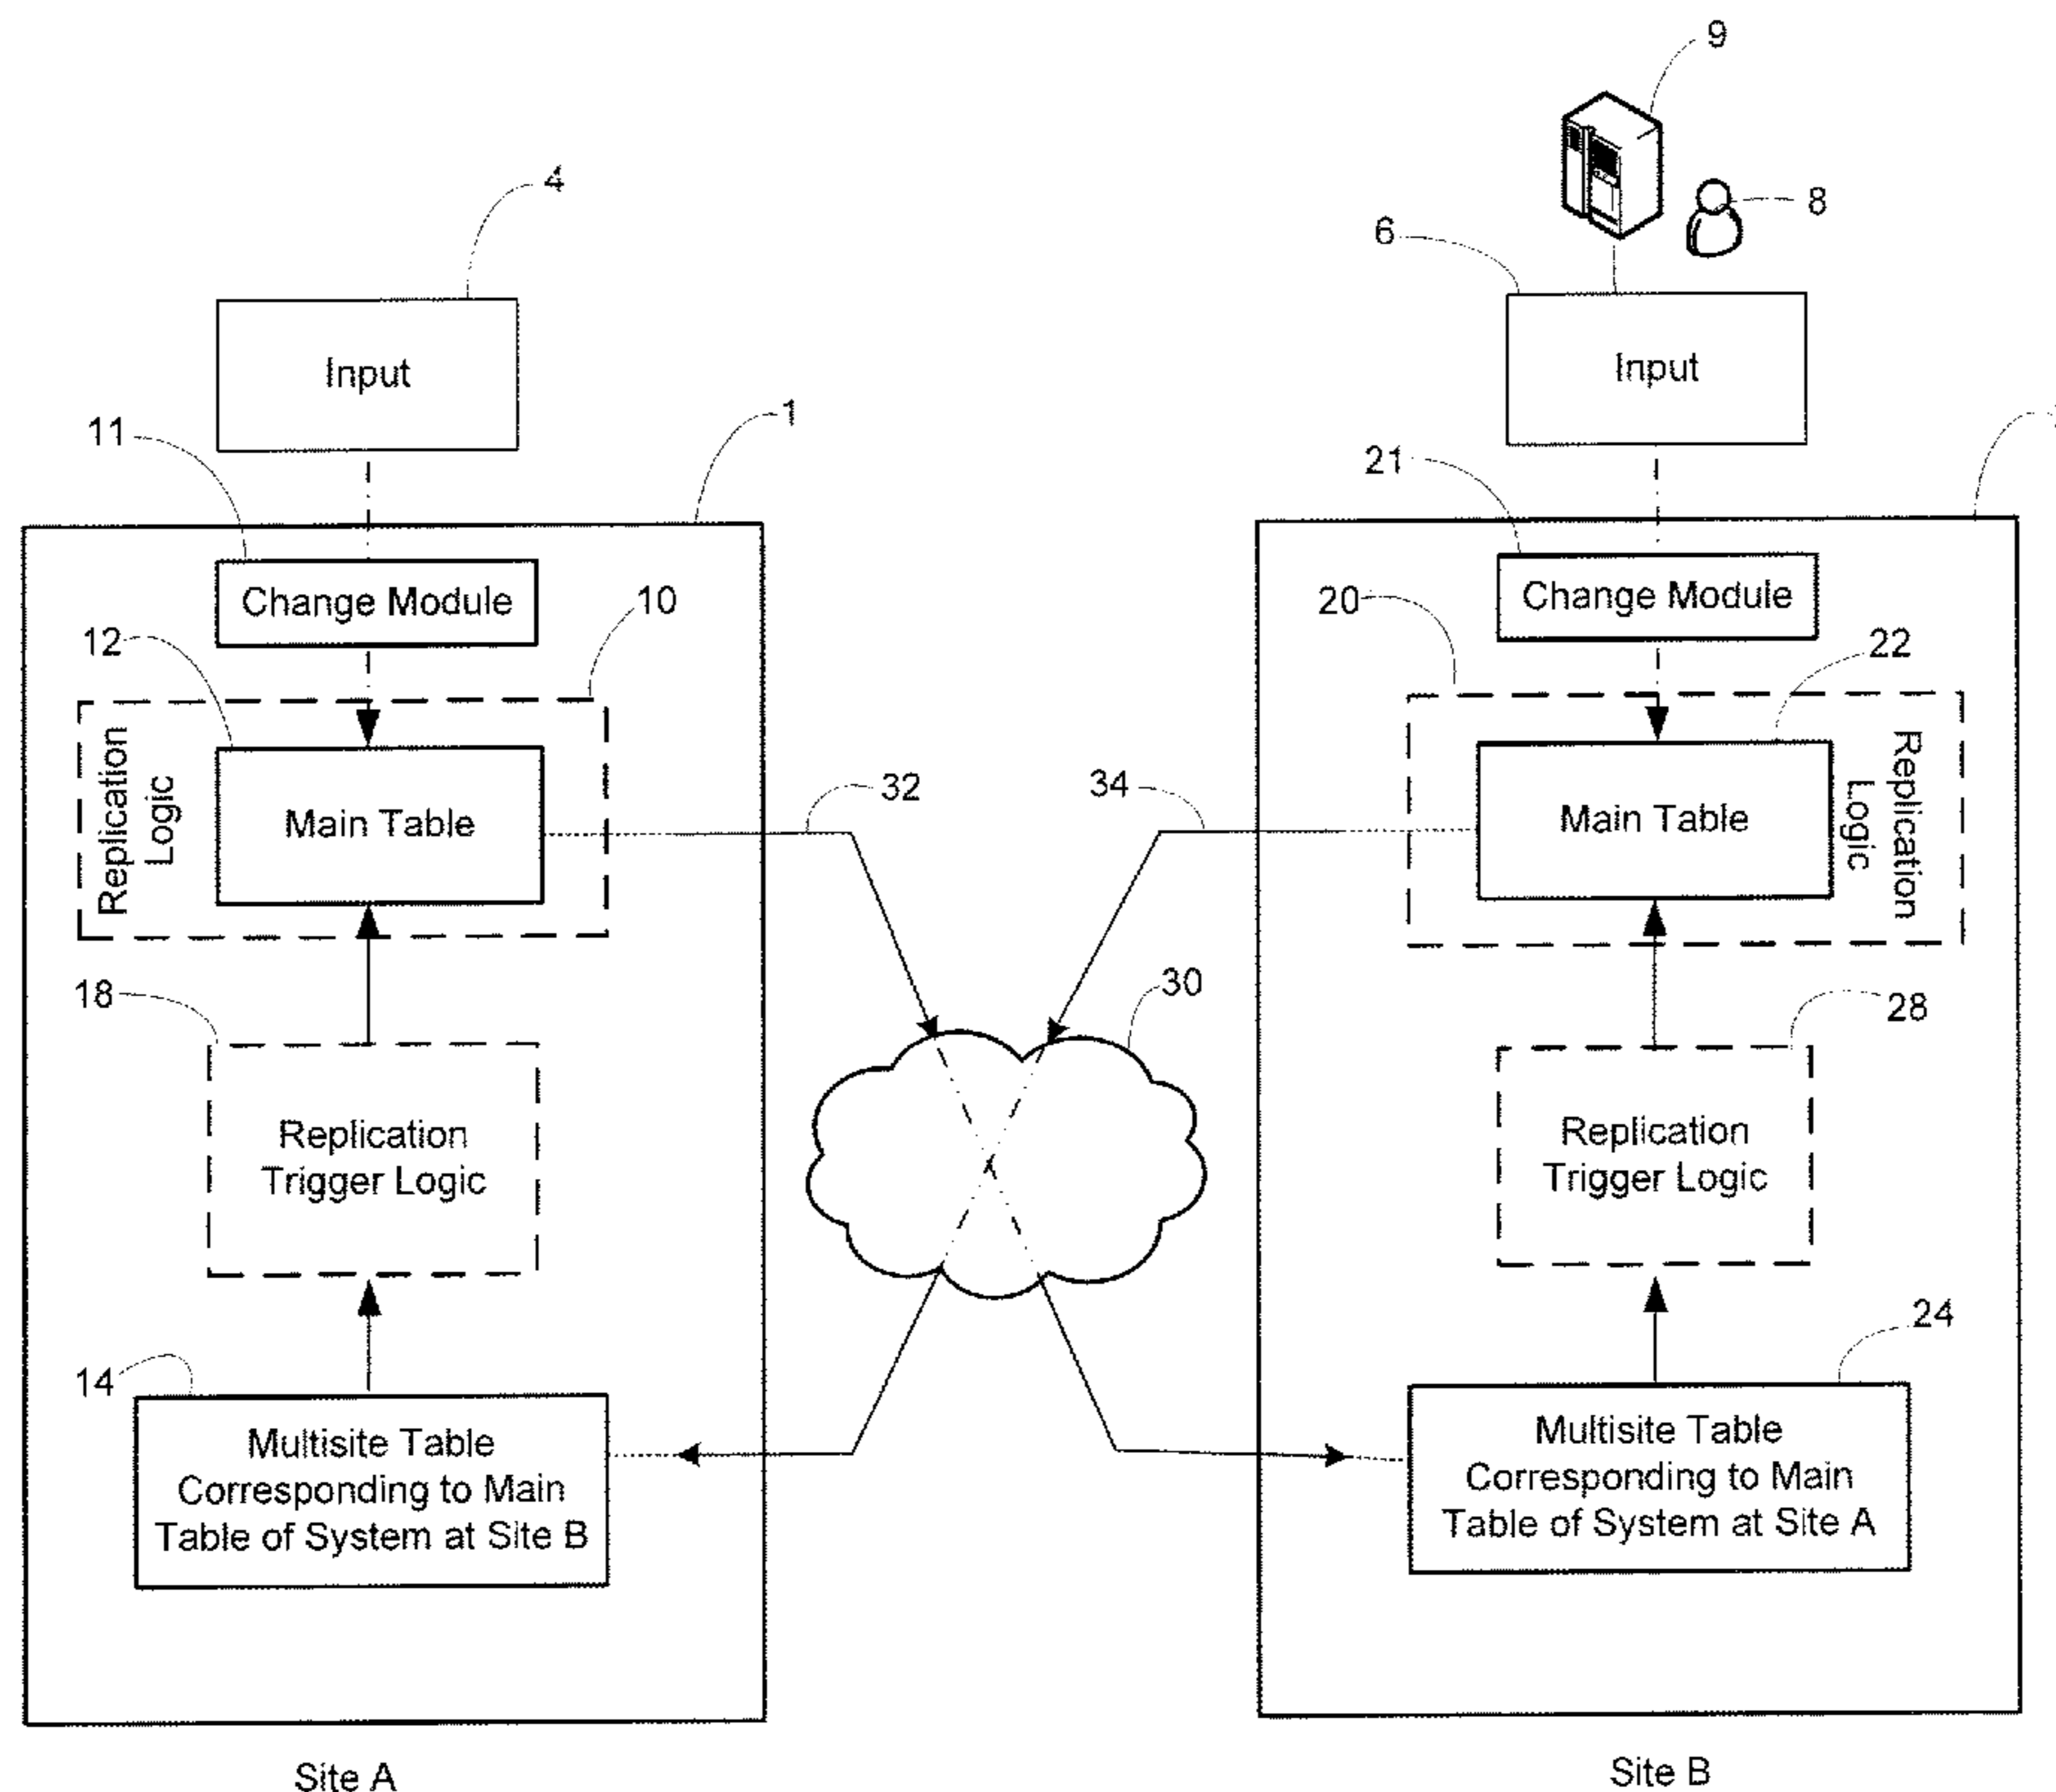 9
4
8
6
Input
Input
11
1
21
Change Module
10
Change Module
20
12
22
Replication
Logic
Main Table
32
34
Main Table
Replication
Logic
18
30
28
Replication
Trigger Logic
Replication
Trigger Logic
14
24
Multisite Table
Corresponding to Main
Table of System at Site B
Multisite Table
Corresponding to Main
Table of System at Site A
Site A
Site B